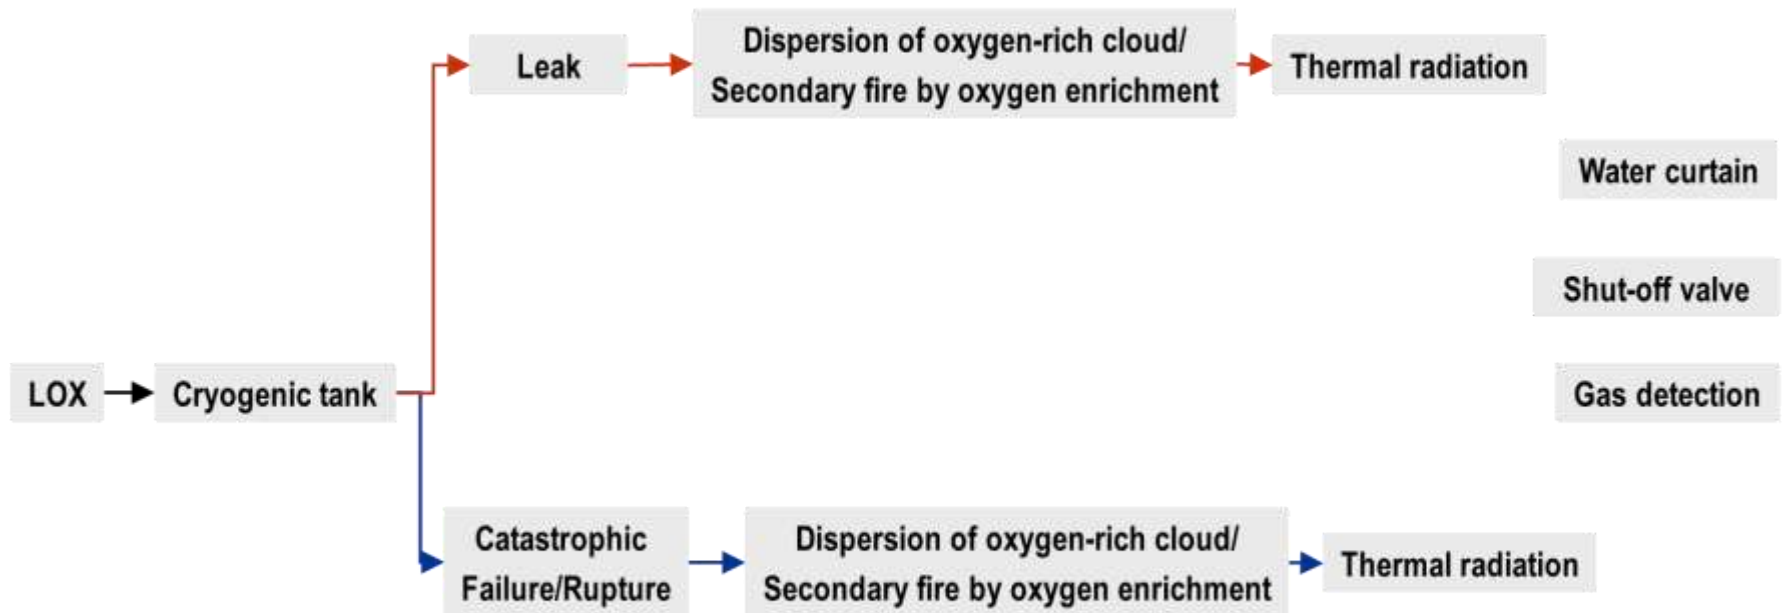 Leak
Dispersion of oxygen-rich cloud/
Secondary fire by oxygen enrichment
Thermal radiation
Water curtain
Shut-off valve
LOX
Cryogenic tank
Gas detection
Catastrophic
Failure/Rupture
Dispersion of oxygen-rich cloud/
Secondary fire by oxygen enrichment
Thermal radiation